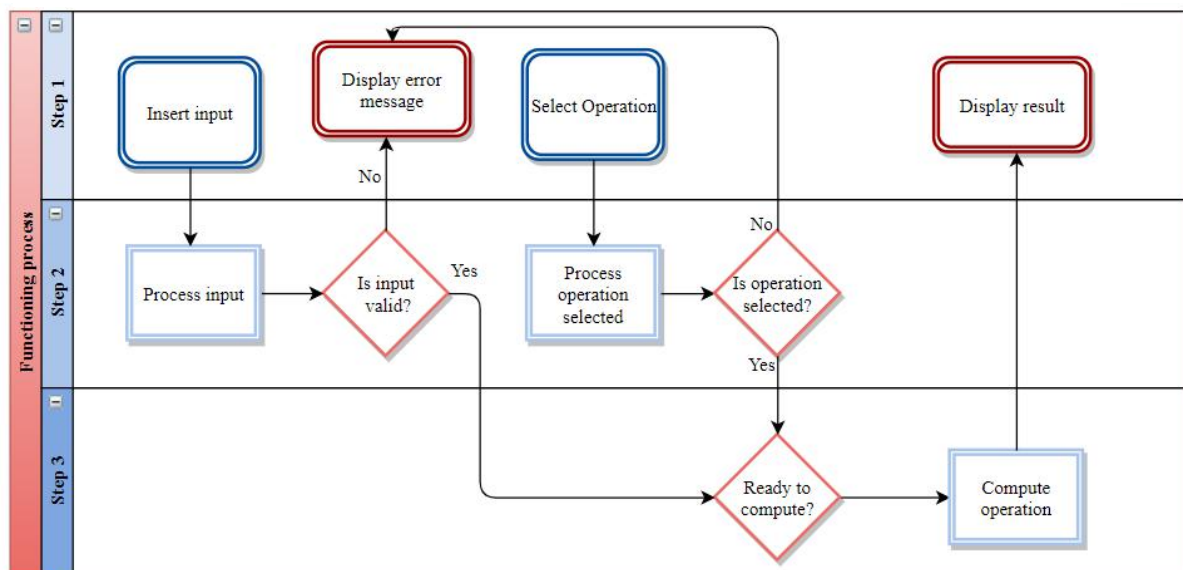 Functioning process
Step 1
Insert input
Display error
message
Select Operation
Display result
No
Step 2
Process input
Is input
valid?
Yes
Process
operation
selected
No
Is operation
selected?
Yes
Step 3
Ready to
compute?
Compute
operation